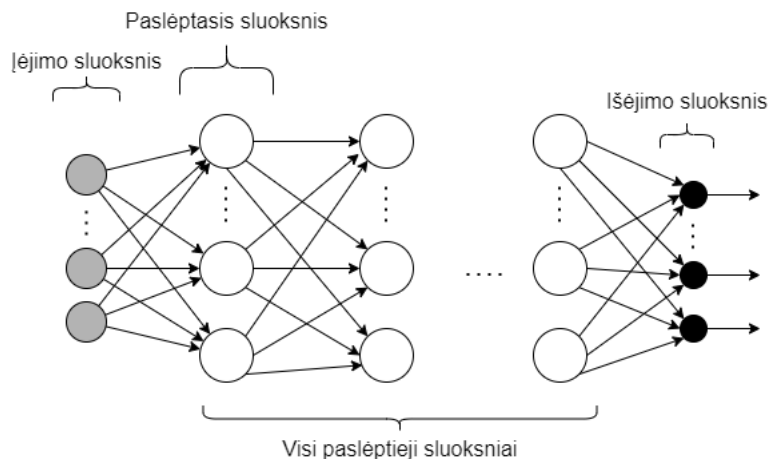 Paslėptasis sluoksnis
Įėjimo sluoksnis
Išėjimo sluoksnis
Visi paslėptieji sluoksniai